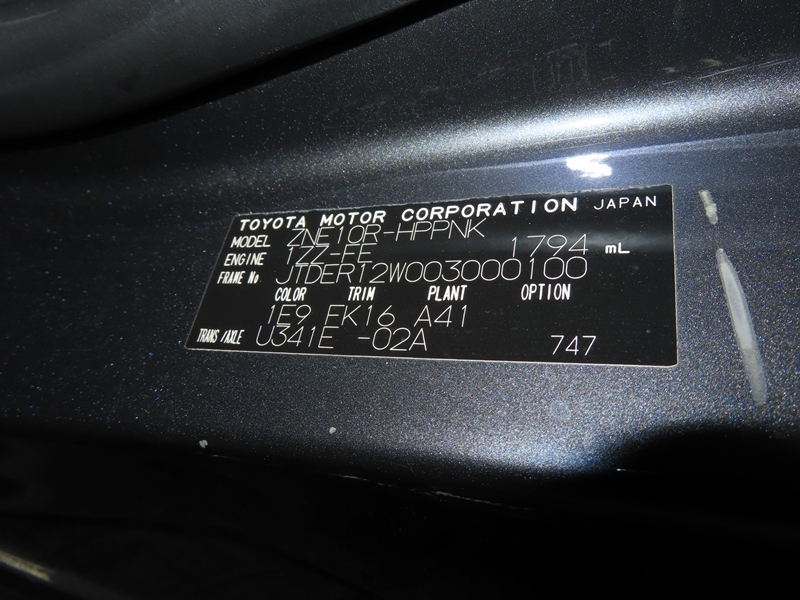 TOYOTA MOTOR CORPORATION JAPAN
MODEL ZNE10R-HPPNK
ENGINE 1ZZ-FE 1794 mL
FRAME No JTDER12W003000100
COLOR TRIM PLANT OPTION
1E9 FK16 A41
TRANS/AXLE U341E -02A 747